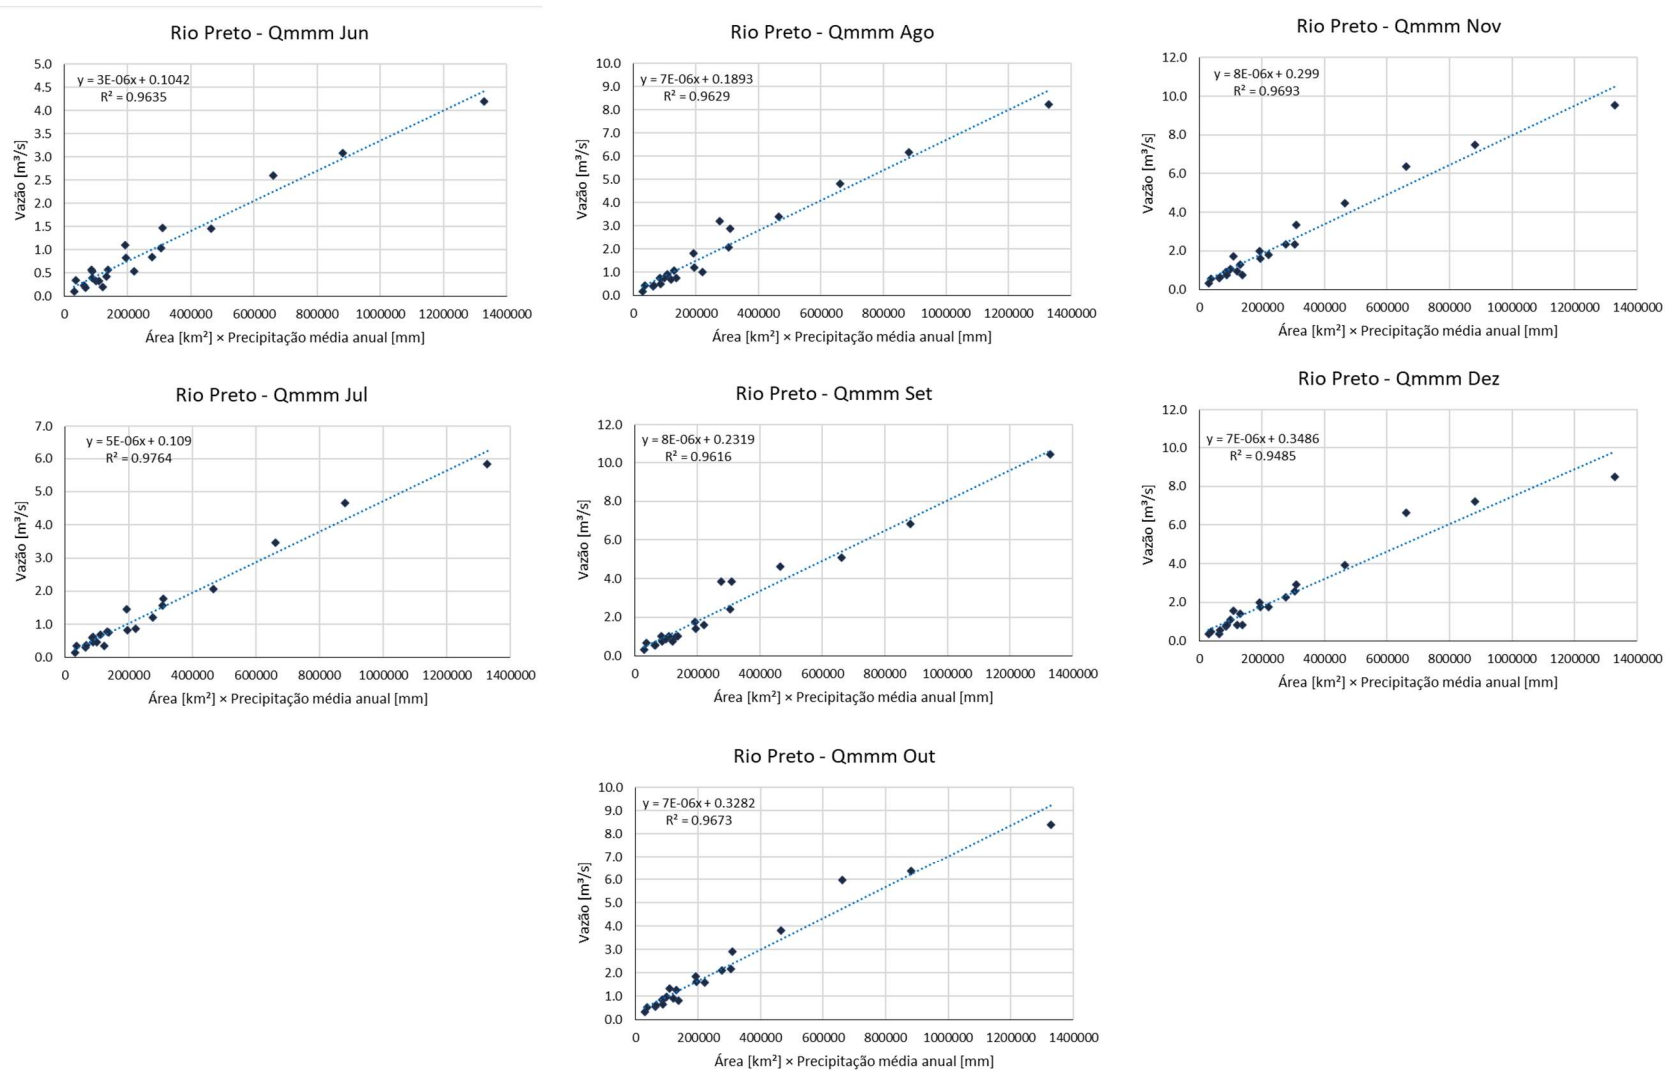 Rio Preto - Qmmm Jun
y = 3E-06x + 0.1042
R² = 0.9635
Vazão [m³/s]
5.0
4.5
4.0
3.5
3.0
2.5
2.0
1.5
1.0
0.5
0.0
0 200000 400000 600000 800000 1000000 1200000 1400000
Área [km²] × Precipitação média anual [mm]
Rio Preto - Qmmm Ago
y = 7E-06x + 0.1893
R² = 0.9629
Vazão [m³/s]
10.0
9.0
8.0
7.0
6.0
5.0
4.0
3.0
2.0
1.0
0.0
0 200000 400000 600000 800000 1000000 1200000 1400000
Área [km²] × Precipitação média anual [mm]
Rio Preto - Qmmm Nov
y = 8E-06x + 0.299
R² = 0.9693
Vazão [m³/s]
12.0
10.0
8.0
6.0
4.0
2.0
0.0
0 200000 400000 600000 800000 1000000 1200000 1400000
Área [km²] × Precipitação média anual [mm]
Rio Preto - Qmmm Jul
y = 5E-06x + 0.109
R² = 0.9764
Vazão [m³/s]
7.0
6.0
5.0
4.0
3.0
2.0
1.0
0.0
0 200000 400000 600000 800000 1000000 1200000 1400000
Área [km²] × Precipitação média anual [mm]
Rio Preto - Qmmm Set
y = 8E-06x + 0.2319
R² = 0.9616
Vazão [m³/s]
12.0
10.0
8.0
6.0
4.0
2.0
0.0
0 200000 400000 600000 800000 1000000 1200000 1400000
Área [km²] × Precipitação média anual [mm]
Rio Preto - Qmmm Dez
y = 7E-06x + 0.3486
R² = 0.9485
Vazão [m³/s]
12.0
10.0
8.0
6.0
4.0
2.0
0.0
0 200000 400000 600000 800000 1000000 1200000 1400000
Área [km²] × Precipitação média anual [mm]
Rio Preto - Qmmm Out
y = 7E-06x + 0.3282
R² = 0.9673
Vazão [m³/s]
10.0
9.0
8.0
7.0
6.0
5.0
4.0
3.0
2.0
1.0
0.0
0 200000 400000 600000 800000 1000000 1200000 1400000
Área [km²] × Precipitação média anual [mm]